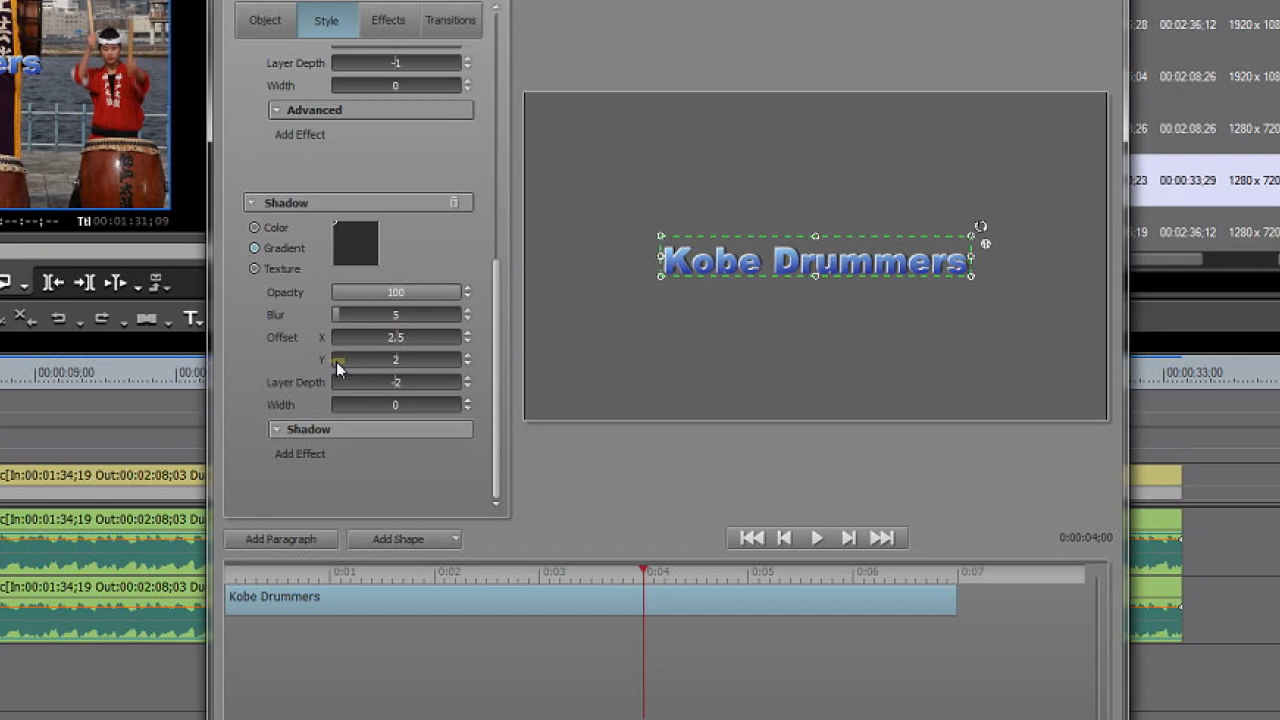 Object Style Effects Transitions
Layer Depth -1
Width 0
Advanced
Add Effect
Shadow
Color
Gradient
Texture
Opacity 100
Blur 5
Offset X 2.5
Y 2
Layer Depth -2
Width 0
Shadow
Add Effect
Add Paragraph Add Shape
Kobe Drummers
0:00:04;00
0:01 0:02 0:03 0:04 0:05 0:06 0:07
Kobe Drummers
ers
--:--;-- Ttl 00:01:31;09
T
00:00:09;00
c[In:00:01:34;19 Out:00:02:08;03 Du
c[In:00:01:34;19 Out:00:02:08;03 Du
c[In:00:01:34;19 Out:00:02:08;03 Du
;28 00:02:36;12 1920 x 108
;04 00:02:08;26 1920 x 108
;26 00:02:08;26 1280 x 720
;23 00:00:33;29 1280 x 720
;19 00:02:36;12 1280 x 720
00:00:33;00